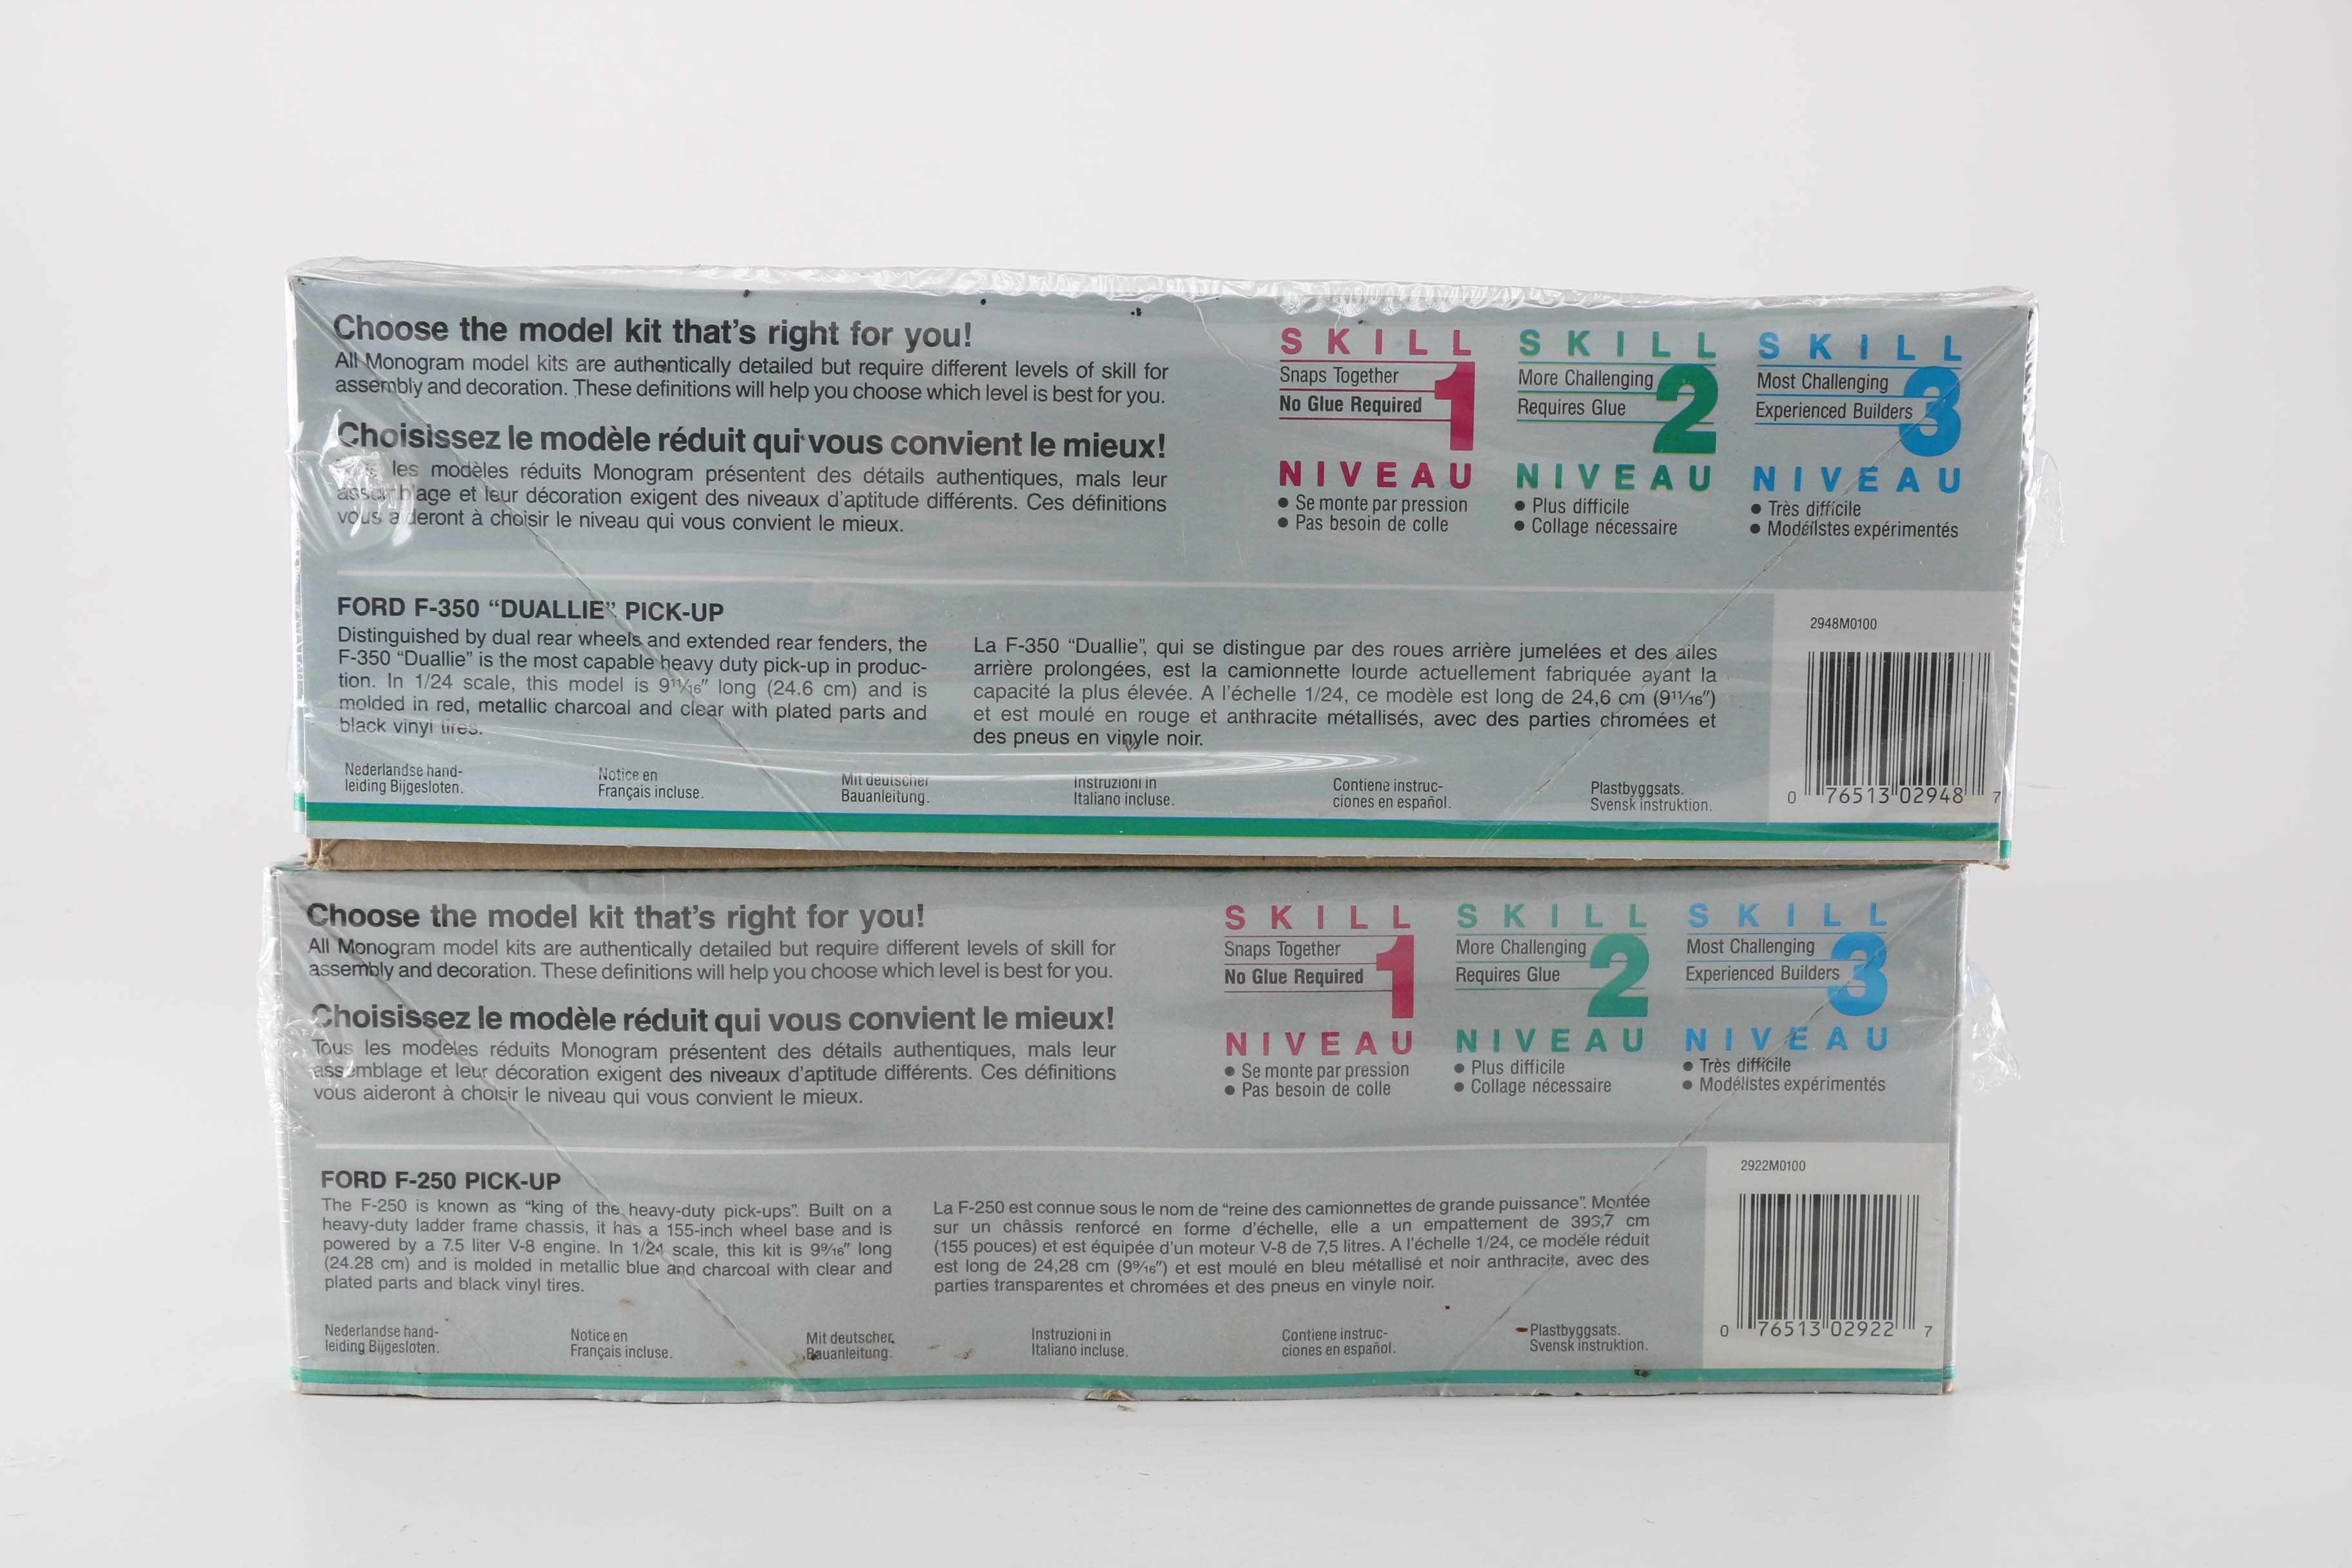 Choose the model kit that's right for you!
All Monogram model kits are authentically detailed but require different levels of skill for
assembly and decoration. These definitions will help you choose which level is best for you.
Choisissez le modèle réduit qui vous convient le mieux!
les modèles réduits Monogram présentent des détails authentiques, mals leur
assemblage et leur décoration exigent des niveaux d'aptitude différents. Ces définitions
vous aideront à choisir le niveau qui vous convient le mieux.
SKILL 1
Snaps Together
No Glue Required
NIVEAU
• Se monte par pression
• Pas besoin de colle
SKILL 2
More Challenging
Requires Glue
NIVEAU
• Plus difficile
• Collage nécessaire
SKILL 3
Most Challenging
Experienced Builders
NIVEAU
• Très difficile
• Modélistes expérimentés
FORD F-350 “DUALLIE” PICK-UP
Distinguished by dual rear wheels and extended rear fenders, the
F-350 “Duallie” is the most capable heavy duty pick-up in produc-
tion. In 1/24 scale, this model is 9¹¹⁄₁₆″ long (24.6 cm) and is
molded in red, metallic charcoal and clear with plated parts and
black vinyl tires.
La F-350 “Duallie”, qui se distingue par des roues arrière jumelées et des ailes
arrière prolongées, est la camionnette lourde actuellement fabriquée ayant la
capacité la plus élevée. A l'échelle 1/24, ce modèle est long de 24,6 cm (9¹¹⁄₁₆″)
et est moulé en rouge et anthracite métallisés, avec des parties chromées et
des pneus en vinyle noir.
2948M0100
0 76513 02948 7
Nederlandse hand-
leiding Bijgesloten.
Notice en
Français incluse.
Mit deutscher
Bauanleitung.
Instruzioni in
Italiano incluse.
Contiene instruc-
ciones en español.
Plastbyggsats.
Svensk instruktion.
Choose the model kit that's right for you!
All Monogram model kits are authentically detailed but require different levels of skill for
assembly and decoration. These definitions will help you choose which level is best for you.
Choisissez le modèle réduit qui vous convient le mieux!
Tous les modèles réduits Monogram présentent des détails authentiques, mals leur
assemblage et leur décoration exigent des niveaux d'aptitude différents. Ces définitions
vous aideront à choisir le niveau qui vous convient le mieux.
SKILL 1
Snaps Together
No Glue Required
NIVEAU
• Se monte par pression
• Pas besoin de colle
SKILL 2
More Challenging
Requires Glue
NIVEAU
• Plus difficile
• Collage nécessaire
SKILL 3
Most Challenging
Experienced Builders
NIVEAU
• Très difficile
• Modélistes expérimentés
FORD F-250 PICK-UP
The F-250 is known as “king of the heavy-duty pick-ups”. Built on a
heavy-duty ladder frame chassis, it has a 155-inch wheel base and is
powered by a 7.5 liter V-8 engine. In 1/24 scale, this kit is 9⁹⁄₁₆″ long
(24.28 cm) and is molded in metallic blue and charcoal with clear and
plated parts and black vinyl tires.
La F-250 est connue sous le nom de “reine des camionnettes de grande puissance”. Montée
sur un châssis renforcé en forme d'échelle, elle a un empattement de 393,7 cm
(155 pouces) et est équipée d'un moteur V-8 de 7,5 litres. A l'échelle 1/24, ce modèle réduit
est long de 24,28 cm (9⁹⁄₁₆″) et est moulé en bleu métallisé et noir anthracite, avec des
parties transparentes et chromées et des pneus en vinyle noir.
2922M0100
0 76513 02922 7
Nederlandse hand-
leiding Bijgesloten.
Notice en
Français incluse.
Mit deutscher
Bauanleitung.
Instruzioni in
Italiano incluse.
Contiene instruc-
ciones en español.
Plastbyggsats.
Svensk instruktion.